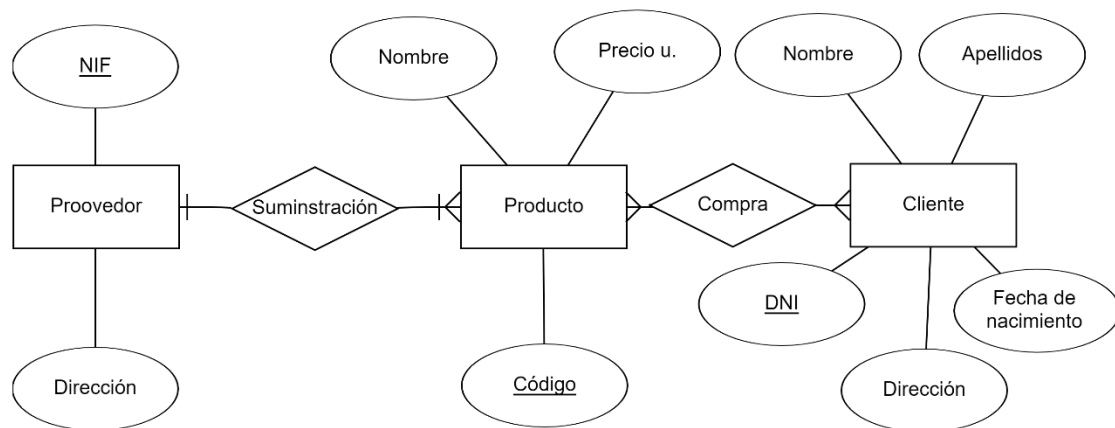 NIF
Nombre
Precio u.
Nombre
Apellidos
Proovedor
Suminstración
Producto
Compra
Cliente
DNI
Fecha de
nacimiento
Dirección
Código
Dirección